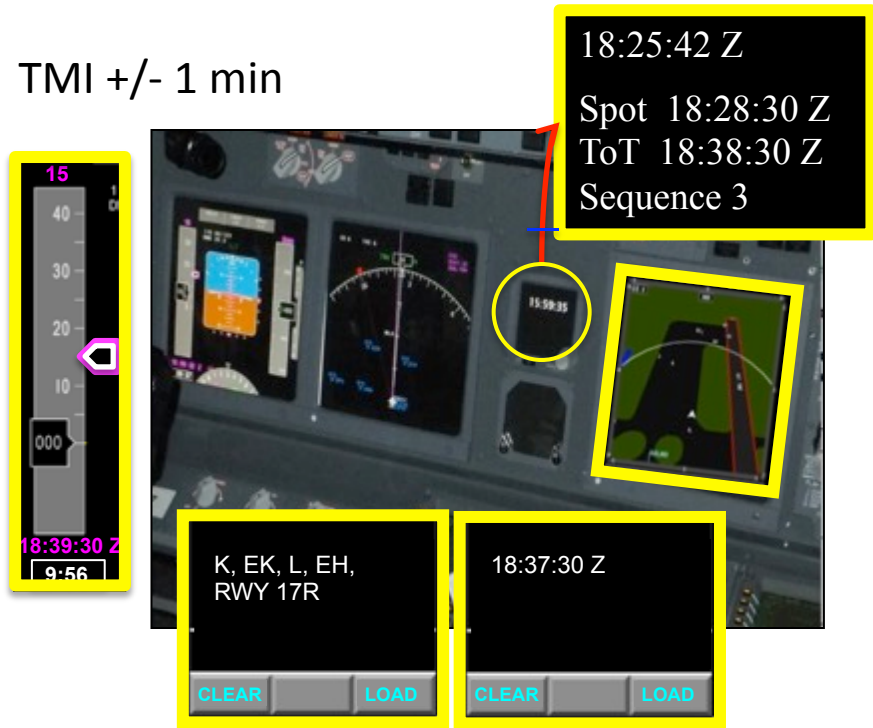 TMI +/- 1 min
18:25:42 Z
Spot 18:28:30 Z
ToT 18:38:30 Z
Sequence 3
15
40
30
20
10
000
18:39:30 Z
9:56
15:59:35
K, EK, L, EH,
RWY 17R
CLEAR
LOAD
18:37:30 Z
CLEAR
LOAD